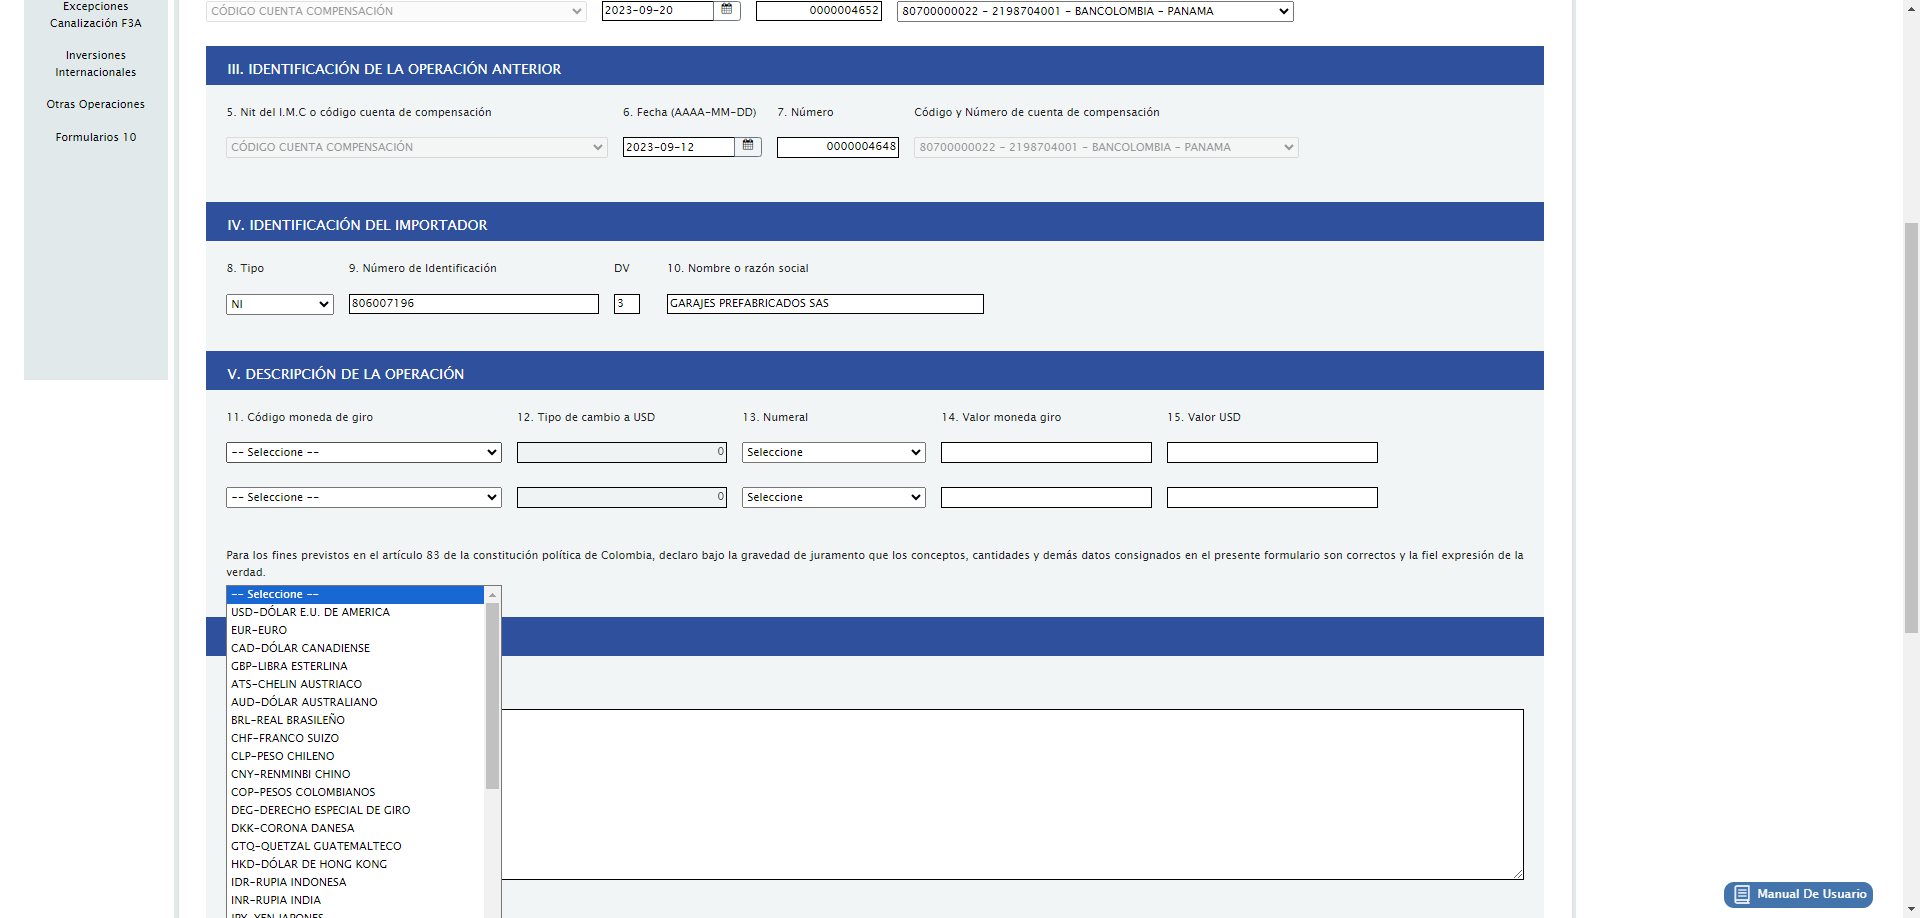 Excepciones
Canalización F3A
Inversiones
Internacionales
Otras Operaciones
Formularios 10
CÓDIGO CUENTA COMPENSACIÓN 2023-09-20 0000004652 80700000022 - 2198704001 - BANCOLOMBIA - PANAMA
III. IDENTIFICACIÓN DE LA OPERACIÓN ANTERIOR
5. Nit del I.M.C o código cuenta de compensación 6. Fecha (AAAA-MM-DD) 7. Número Código y Número de cuenta de compensación
CÓDIGO CUENTA COMPENSACIÓN 2023-09-12 0000004648 80700000022 - 2198704001 - BANCOLOMBIA - PANAMA
IV. IDENTIFICACIÓN DEL IMPORTADOR
8. Tipo 9. Número de Identificación DV 10. Nombre o razón social
NI 806007196 3 GARAJES PREFABRICADOS SAS
V. DESCRIPCIÓN DE LA OPERACIÓN
11. Código moneda de giro 12. Tipo de cambio a USD 13. Numeral 14. Valor moneda giro 15. Valor USD
-- Seleccione -- 0 Seleccione
-- Seleccione -- 0 Seleccione
Para los fines previstos en el artículo 83 de la constitución política de Colombia, declaro bajo la gravedad de juramento que los conceptos, cantidades y demás datos consignados en el presente formulario son correctos y la fiel expresión de la
verdad.
-- Seleccione --
USD-DÓLAR E.U. DE AMERICA
EUR-EURO
CAD-DÓLAR CANADIENSE
GBP-LIBRA ESTERLINA
ATS-CHELIN AUSTRIACO
AUD-DÓLAR AUSTRALIANO
BRL-REAL BRASILEÑO
CHF-FRANCO SUIZO
CLP-PESO CHILENO
CNY-RENMINBI CHINO
COP-PESOS COLOMBIANOS
DEG-DERECHO ESPECIAL DE GIRO
DKK-CORONA DANESA
GTQ-QUETZAL GUATEMALTECO
HKD-DÓLAR DE HONG KONG
IDR-RUPIA INDONESA
INR-RUPIA INDIA
JPY-YEN JAPONES
Manual De Usuario